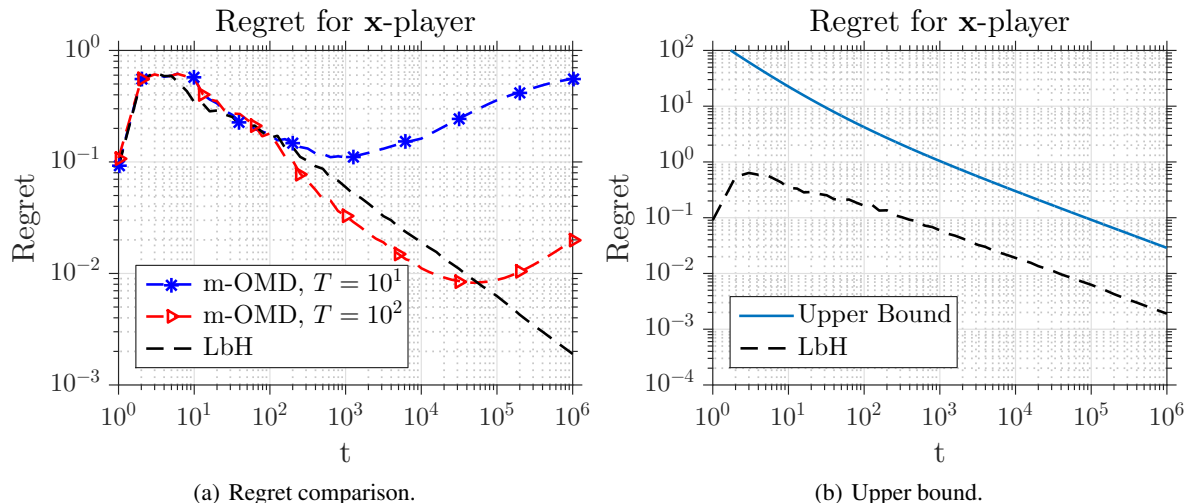 Regret for x-player
10^0
10^-1
10^-2
10^-3
Regret
m-OMD, T = 10^1
m-OMD, T = 10^2
LbH
10^0 10^1 10^2 10^3 10^4 10^5 10^6
t
(a) Regret comparison.
Regret for x-player
10^2
10^1
10^0
10^-1
10^-2
10^-3
10^-4
Regret
Upper Bound
LbH
10^0 10^1 10^2 10^3 10^4 10^5 10^6
t
(b) Upper bound.